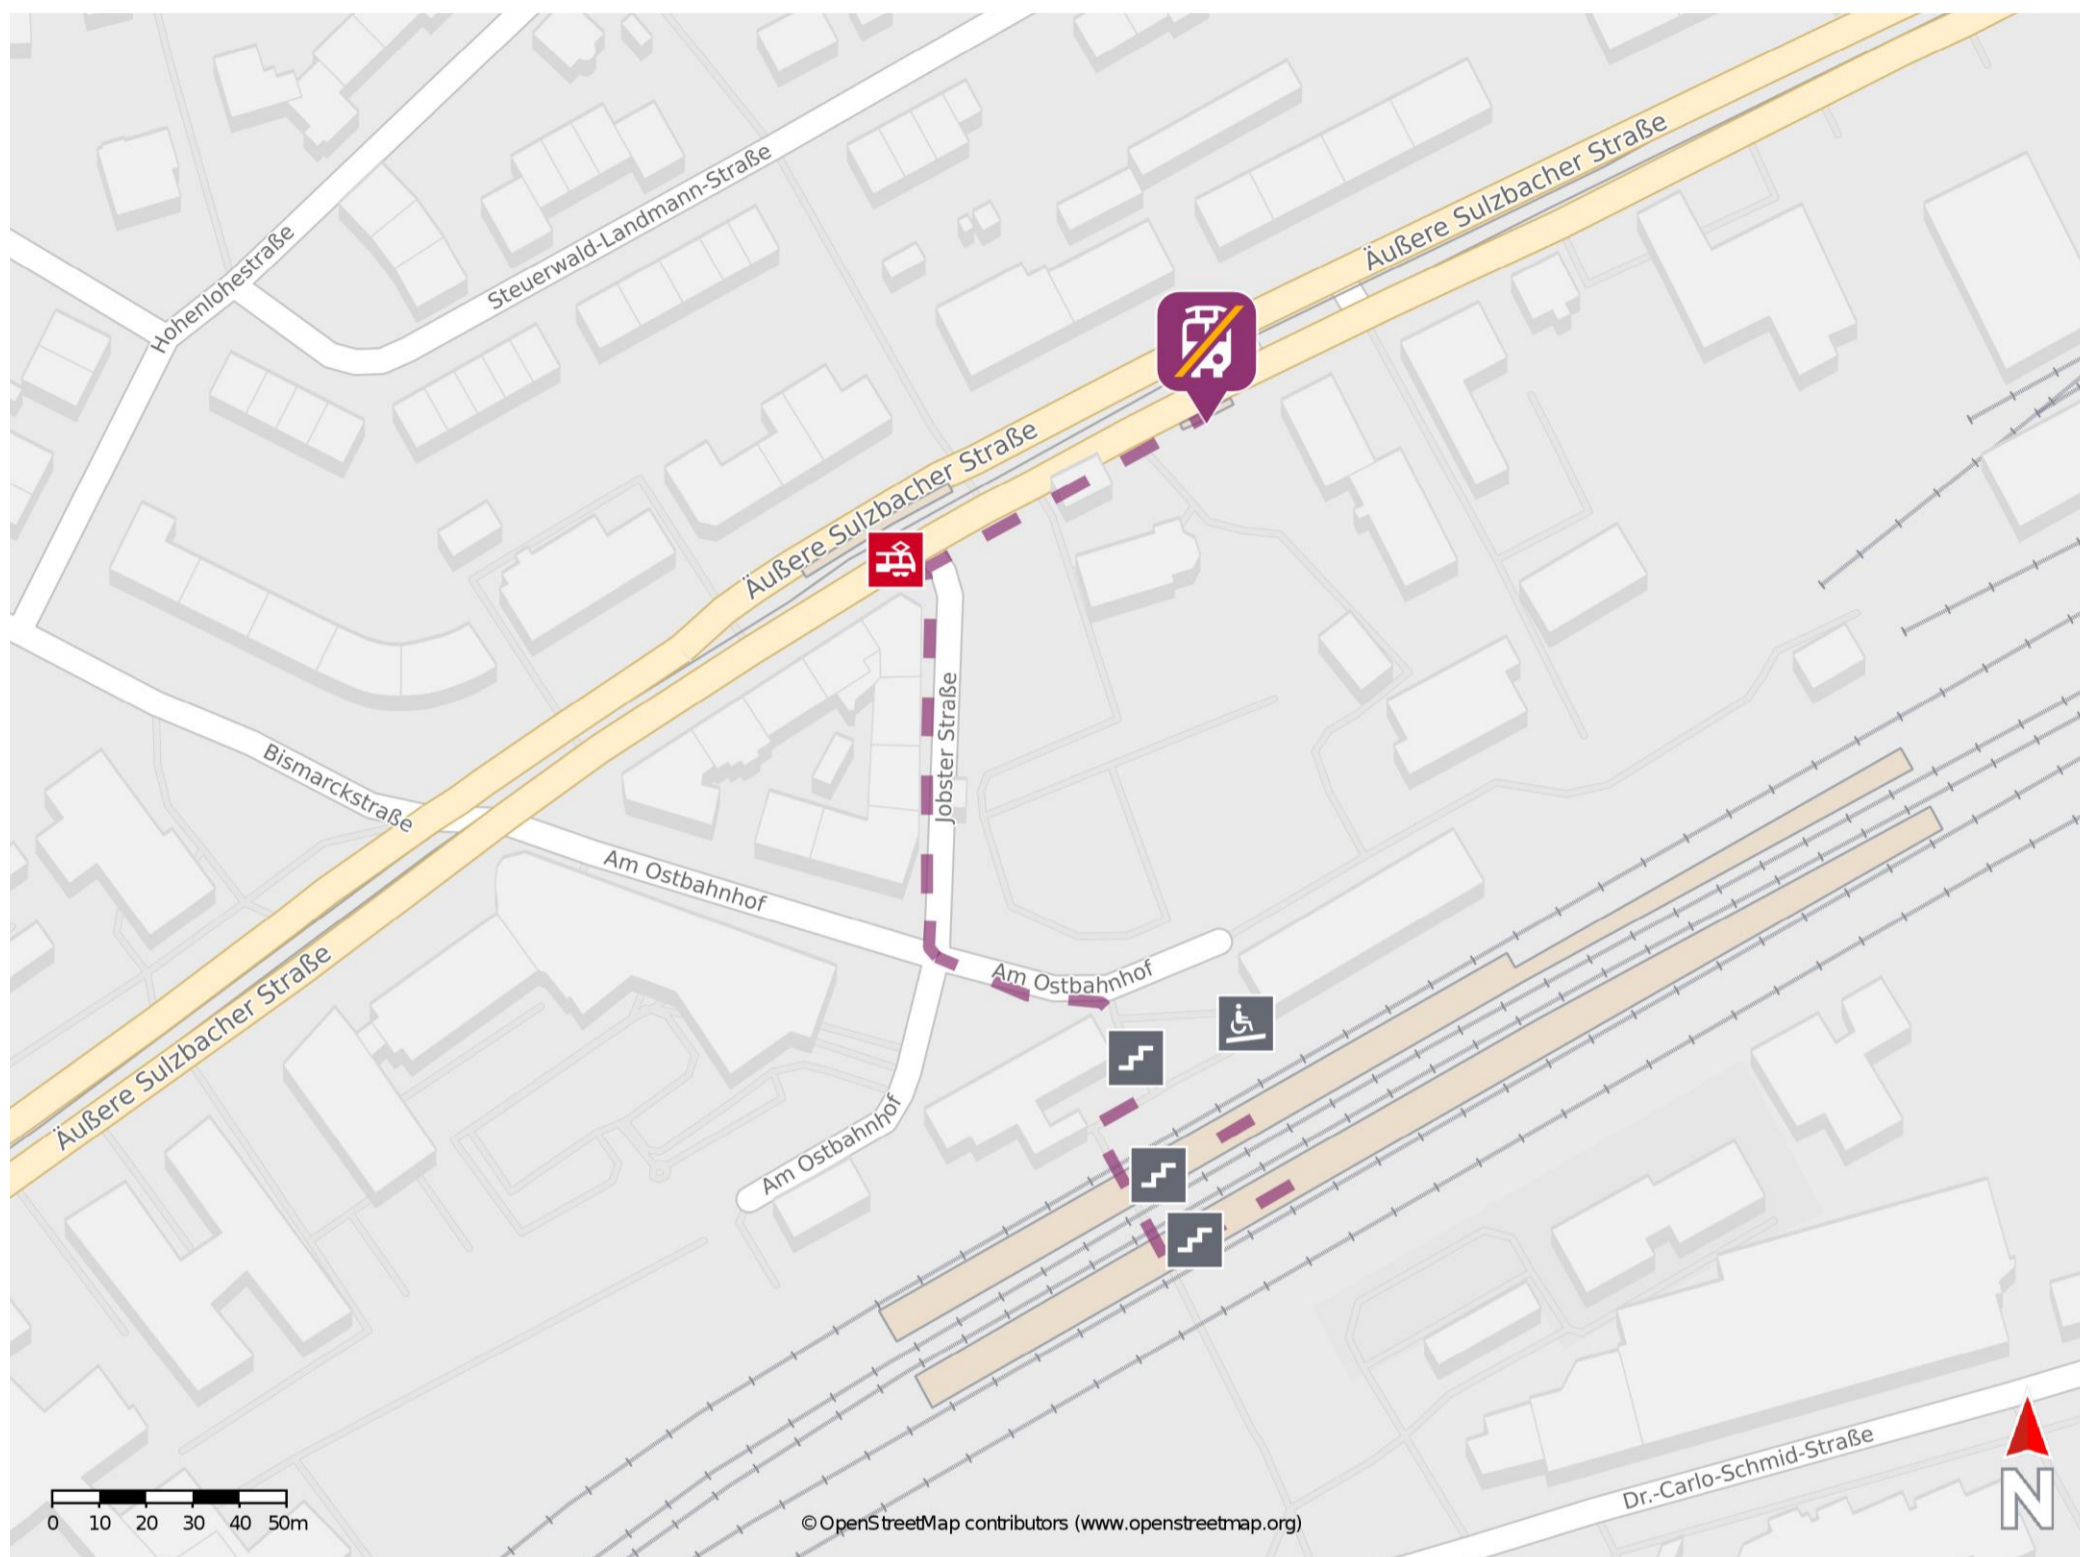 Äußere Sulzbacher Straße
Steuerwald-Landmann-Straße
Hohenlohestraße
Äußere Sulzbacher Straße
Jobster Straße
Bismarckstraße
Am Ostbahnhof
Am Ostbahnhof
Äußere Sulzbacher Straße
Am Ostbahnhof
Dr.-Carlo-Schmid-Straße
N
0 10 20 30 40 50m
© OpenStreetMap contributors (www.openstreetmap.org)